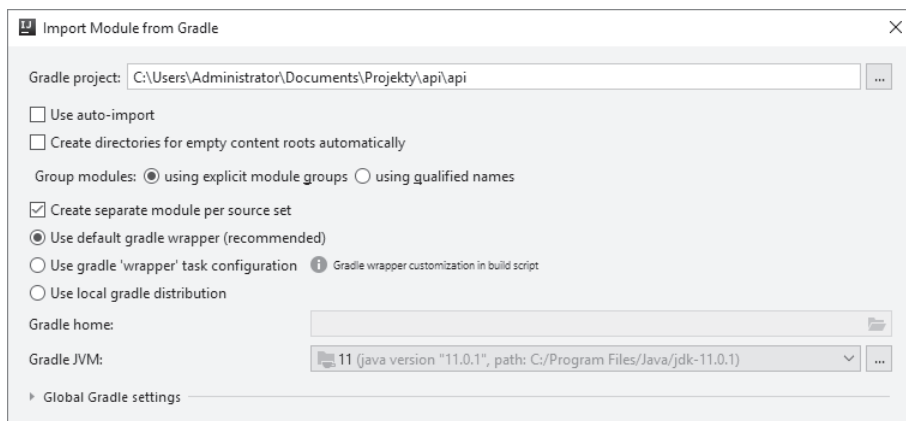 Import Module from Gradle
Gradle project: C:\Users\Administrator\Documents\Projekty\api\api ...
Use auto-import
Create directories for empty content roots automatically
Group modules: using explicit module groups using qualified names
Create separate module per source set
Use default gradle wrapper (recommended)
Use gradle 'wrapper' task configuration Gradle wrapper customization in build script
Use local gradle distribution
Gradle home:
Gradle JVM: 11 (java version "11.0.1", path: C:/Program Files/Java/jdk-11.0.1) ...
Global Gradle settings